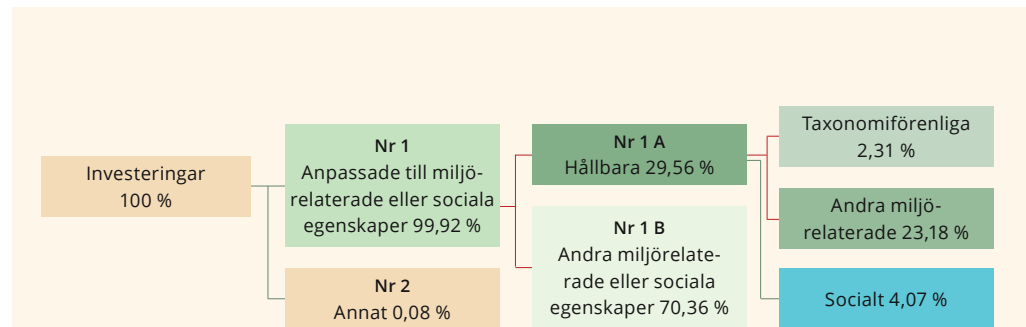 Investeringar
100 %
Nr 1
Anpassade till miljö-
relaterade eller sociala
egenskaper 99,92 %
Nr 2
Annat 0,08 %
Nr 1 A
Hållbara 29,56 %
Nr 1 B
Andra miljörelate-
rade eller sociala
egenskaper 70,36 %
Taxonomiförenliga
2,31 %
Andra miljö-
relaterade 23,18 %
Socialt 4,07 %